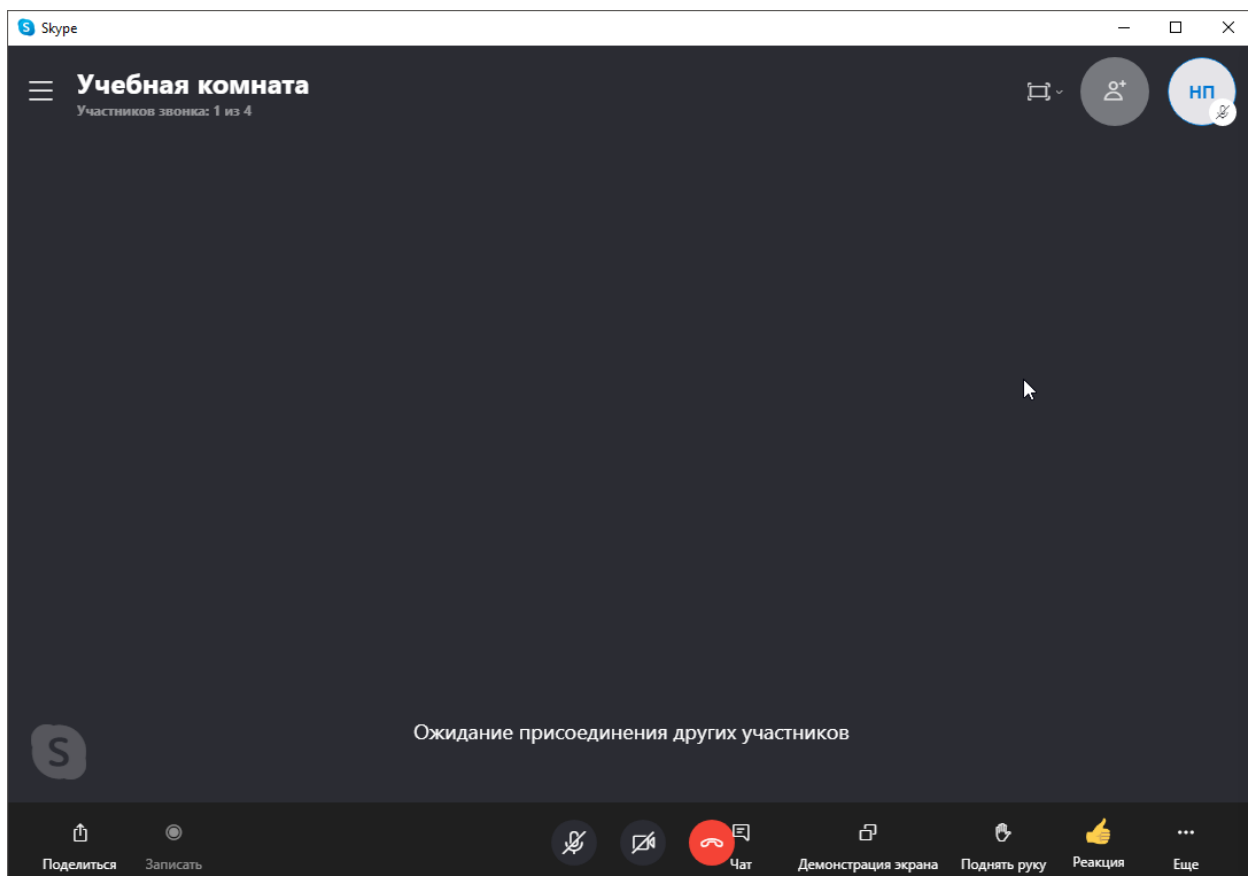 Skype
Учебная комната
Участников звонка: 1 из 4
НП
Ожидание присоединения других участников
Поделиться
Записать
Чат
Демонстрация экрана
Поднять руку
Реакция
Еще